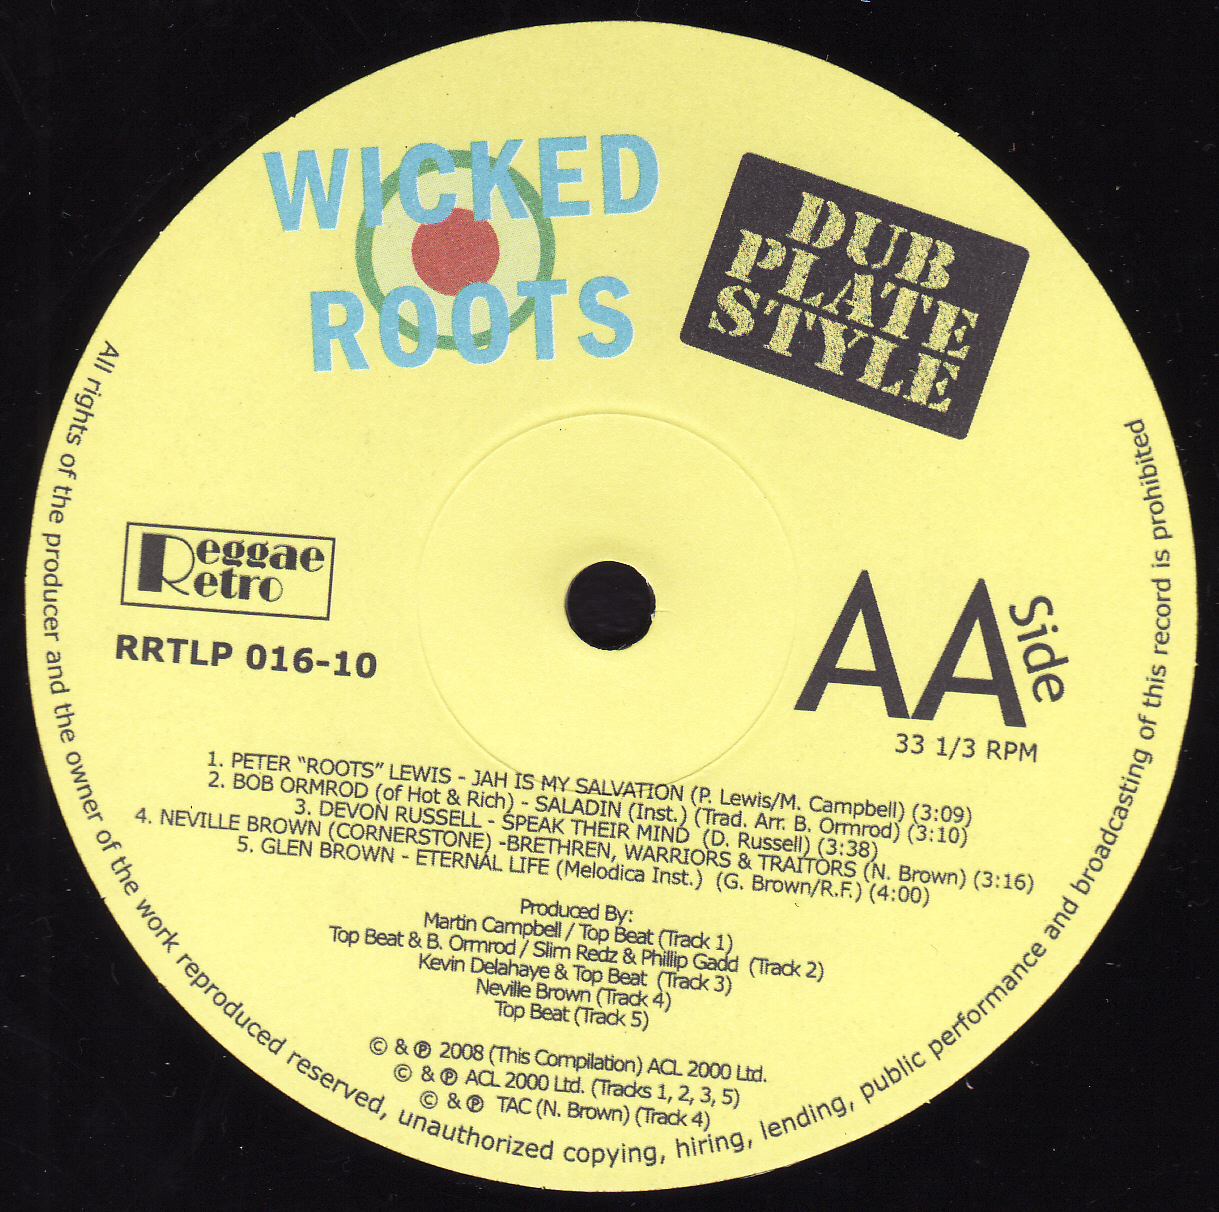 WICKED
ROOTS
DUB
PLATE
STYLE
Reggae
Retro
RRTLP 016-10
AA
Side
33 1/3 RPM
1. PETER "ROOTS" LEWIS - JAH IS MY SALVATION (P. Lewis/M. Campbell) (3:09)
2. BOB ORMROD (of Hot & Rich) - SALADIN (Inst.) (Trad. Arr. B. Ormrod) (3:10)
3. DEVON RUSSELL - SPEAK THEIR MIND (D. Russell) (3:38)
4. NEVILLE BROWN (CORNERSTONE) -BRETHREN, WARRIORS & TRAITORS (N. Brown) (3:16)
5. GLEN BROWN - ETERNAL LIFE (Melodica Inst.) (G. Brown/R.F.) (4:00)
Produced By:
Martin Campbell / Top Beat (Track 1)
Top Beat & B. Ormrod / Slim Redz & Phillip Gadd (Track 2)
Kevin Delahaye & Top Beat (Track 3)
Neville Brown (Track 4)
Top Beat (Track 5)
© & ℗ 2008 (This Compilation) ACL 2000 Ltd.
© & ℗ ACL 2000 Ltd. (Tracks 1, 2, 3, 5)
© & ℗ TAC (N. Brown) (Track 4)
All rights of the producer and the owner of the work reproduced reserved, unauthorized copying, hiring, lending, public performance and broadcasting of this record is prohibited